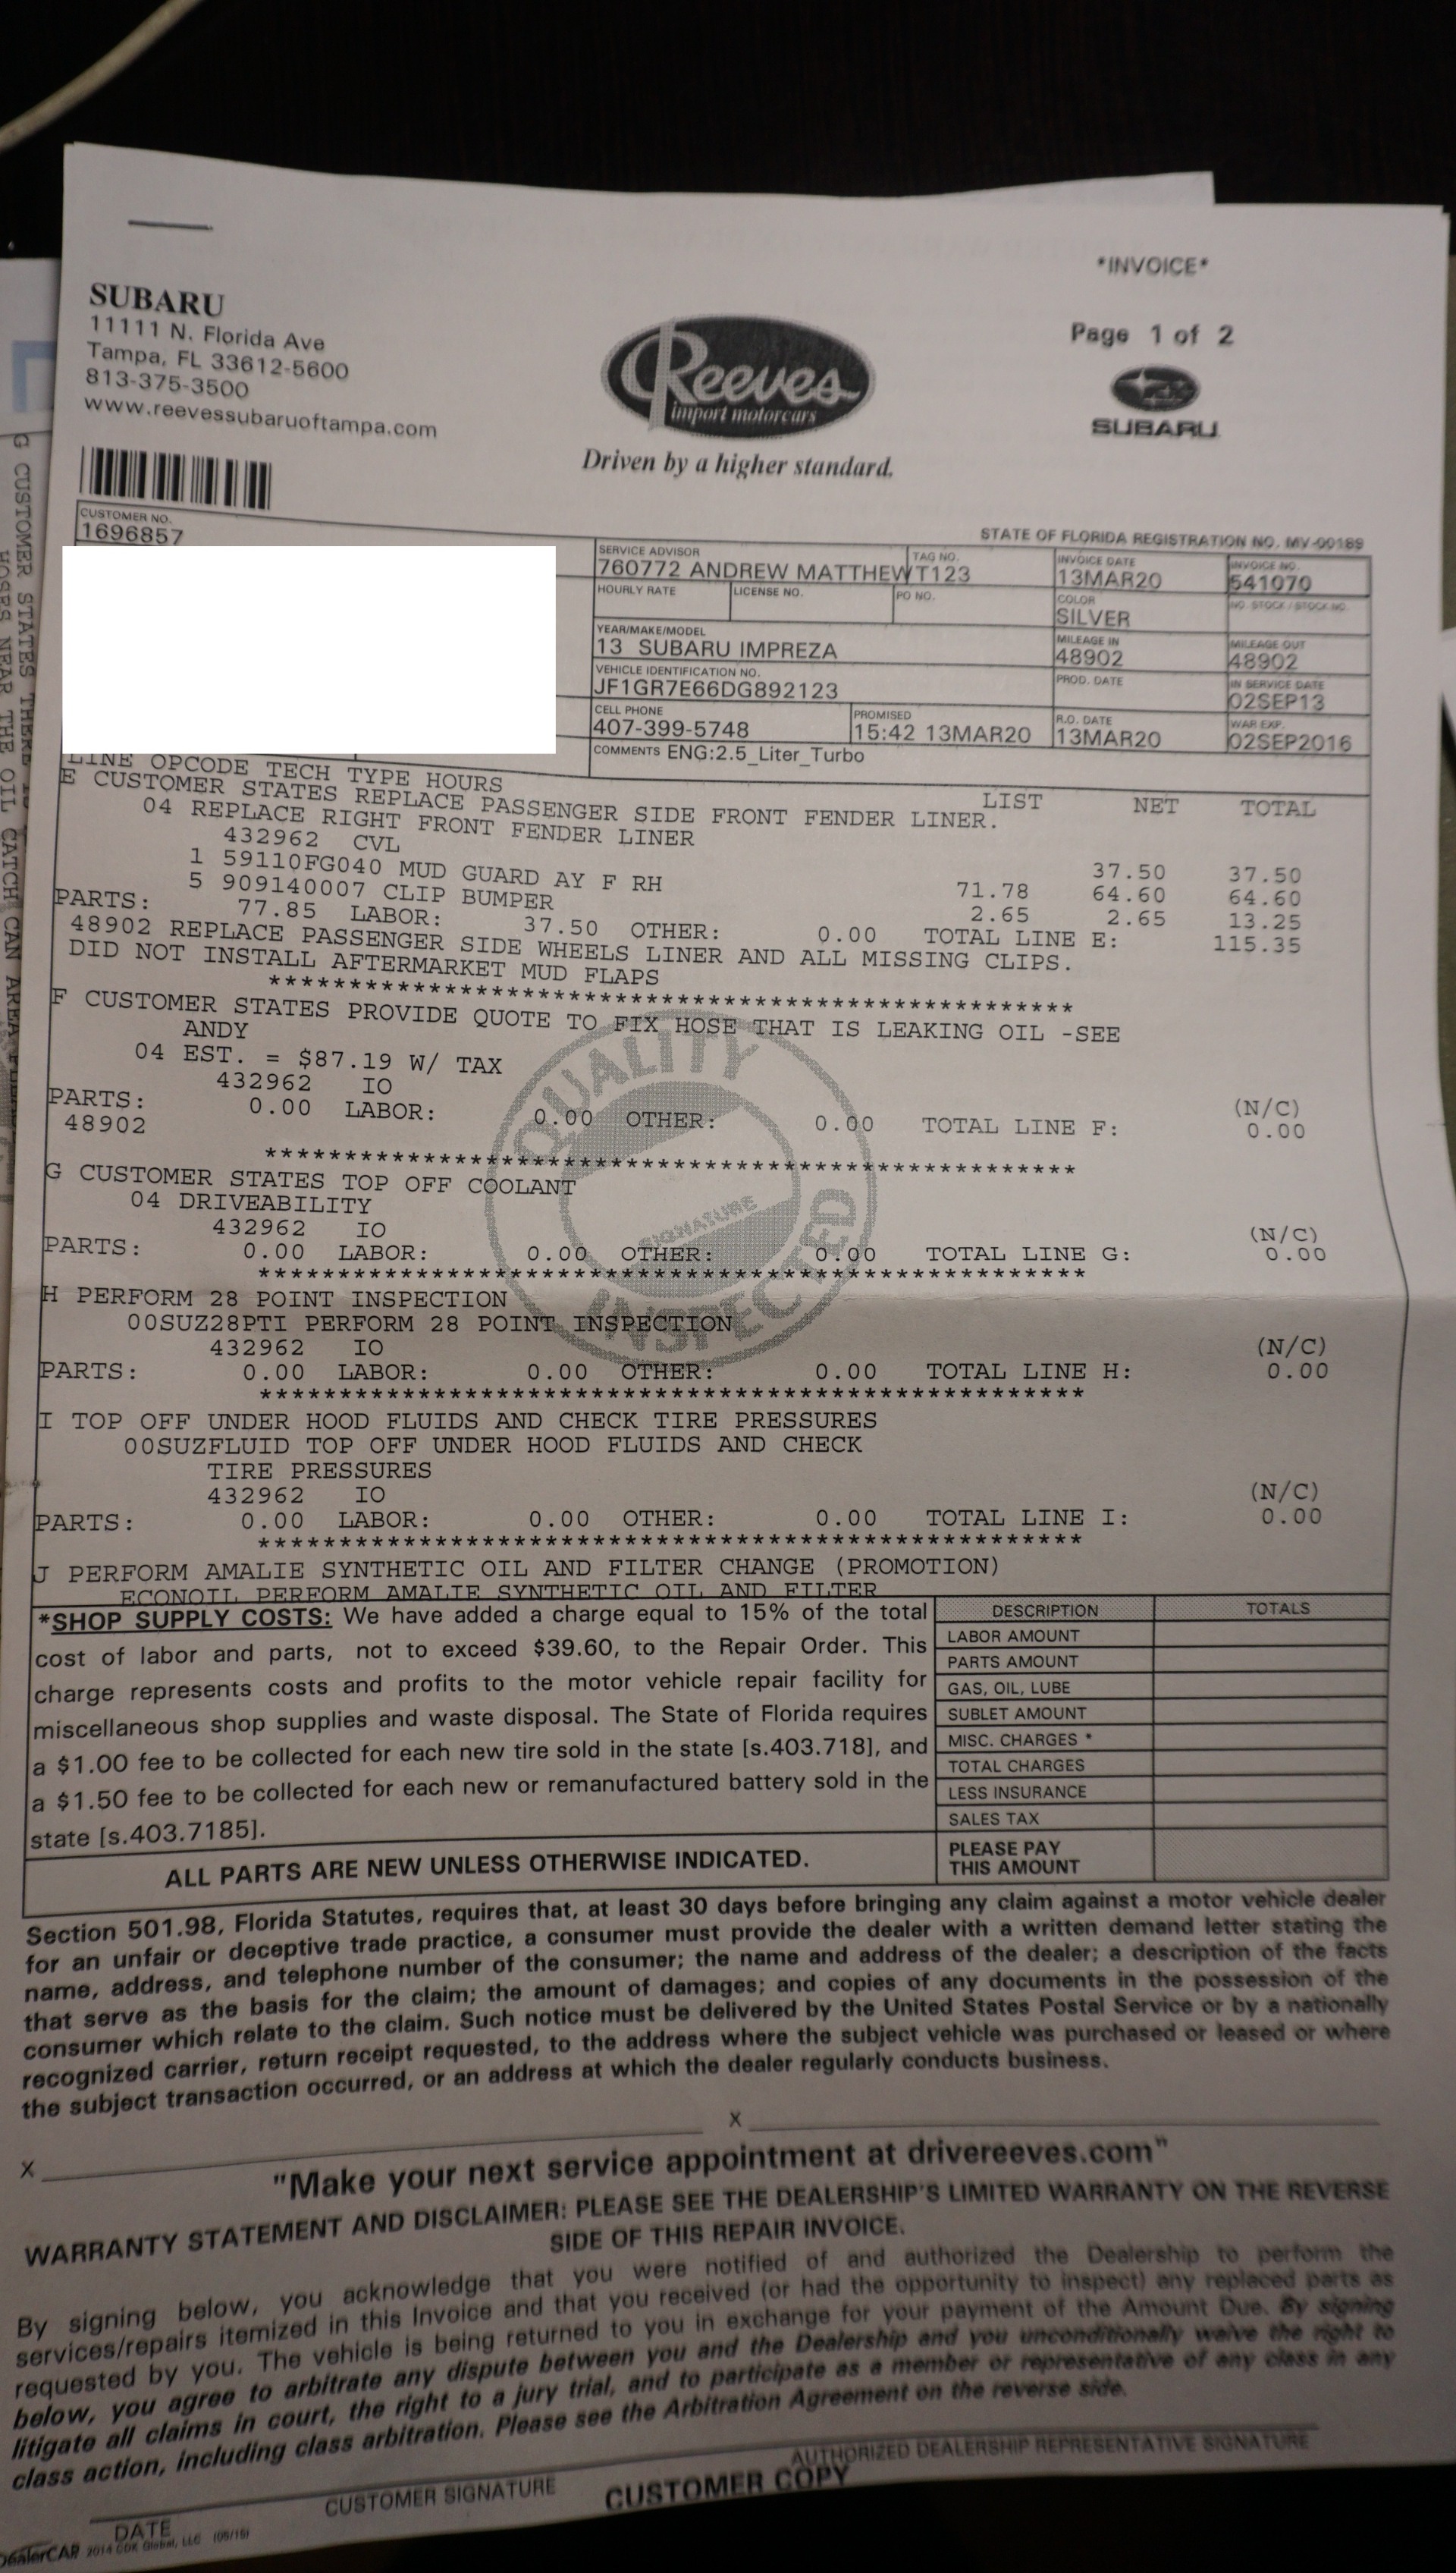 *INVOICE*
SUBARU
11111 N. Florida Ave
Tampa, FL 33612-5600
813-375-3500
www.reevessubaruoftampa.com
Reeves
import motorcars
Driven by a higher standard.
Page 1 of 2
SUBARU
CUSTOMER NO.
1696857
STATE OF FLORIDA REGISTRATION NO. MV-00189
SERVICE ADVISOR TAG NO. INVOICE DATE INVOICE NO.
760772 ANDREW MATTHEW T123 13MAR20 541070
HOURLY RATE LICENSE NO. PO NO. COLOR NO. STOCK / STOCK NO.
SILVER
YEAR/MAKE/MODEL MILEAGE IN MILEAGE OUT
13 SUBARU IMPREZA 48902 48902
VEHICLE IDENTIFICATION NO. PROD. DATE IN SERVICE DATE
JF1GR7E66DG892123 02SEP13
CELL PHONE PROMISED R.O. DATE WAR EXP.
407-399-5748 15:42 13MAR20 13MAR20 02SEP2016
COMMENTS ENG:2.5_Liter_Turbo
LINE OPCODE TECH TYPE HOURS LIST NET TOTAL
E CUSTOMER STATES REPLACE PASSENGER SIDE FRONT FENDER LINER.
04 REPLACE RIGHT FRONT FENDER LINER
432962 CVL 37.50 37.50
1 59110FG040 MUD GUARD AY F RH 71.78 64.60 64.60
5 909140007 CLIP BUMPER 2.65 2.65 13.25
PARTS: 77.85 LABOR: 37.50 OTHER: 0.00 TOTAL LINE E: 115.35
48902 REPLACE PASSENGER SIDE WHEELS LINER AND ALL MISSING CLIPS.
DID NOT INSTALL AFTERMARKET MUD FLAPS
****************************************************
F CUSTOMER STATES PROVIDE QUOTE TO FIX HOSE THAT IS LEAKING OIL -SEE
ANDY
04 EST. = $87.19 W/ TAX
432962 IO (N/C)
PARTS: 0.00 LABOR: 0.00 OTHER: 0.00 TOTAL LINE F: 0.00
48902
****************************************************
G CUSTOMER STATES TOP OFF COOLANT
04 DRIVEABILITY
432962 IO (N/C)
PARTS: 0.00 LABOR: 0.00 OTHER: 0.00 TOTAL LINE G: 0.00
****************************************************
H PERFORM 28 POINT INSPECTION
00SUZ28PTI PERFORM 28 POINT INSPECTION
432962 IO (N/C)
PARTS: 0.00 LABOR: 0.00 OTHER: 0.00 TOTAL LINE H: 0.00
****************************************************
I TOP OFF UNDER HOOD FLUIDS AND CHECK TIRE PRESSURES
00SUZFLUID TOP OFF UNDER HOOD FLUIDS AND CHECK
TIRE PRESSURES
432962 IO (N/C)
PARTS: 0.00 LABOR: 0.00 OTHER: 0.00 TOTAL LINE I: 0.00
****************************************************
J PERFORM AMALIE SYNTHETIC OIL AND FILTER CHANGE (PROMOTION)
ECONOIL PERFORM AMALIE SYNTHETIC OIL AND FILTER
QUALITY
SIGNATURE
INSPECTED
*SHOP SUPPLY COSTS: We have added a charge equal to 15% of the total
cost of labor and parts, not to exceed $39.60, to the Repair Order. This
charge represents costs and profits to the motor vehicle repair facility for
miscellaneous shop supplies and waste disposal. The State of Florida requires
a $1.00 fee to be collected for each new tire sold in the state [s.403.718], and
a $1.50 fee to be collected for each new or remanufactured battery sold in the
state [s.403.7185].
ALL PARTS ARE NEW UNLESS OTHERWISE INDICATED.
DESCRIPTION TOTALS
LABOR AMOUNT
PARTS AMOUNT
GAS, OIL, LUBE
SUBLET AMOUNT
MISC. CHARGES *
TOTAL CHARGES
LESS INSURANCE
SALES TAX
PLEASE PAY
THIS AMOUNT
Section 501.98, Florida Statutes, requires that, at least 30 days before bringing any claim against a motor vehicle dealer
for an unfair or deceptive trade practice, a consumer must provide the dealer with a written demand letter stating the
name, address, and telephone number of the consumer; the name and address of the dealer; a description of the facts
that serve as the basis for the claim; the amount of damages; and copies of any documents in the possession of the
consumer which relate to the claim. Such notice must be delivered by the United States Postal Service or by a nationally
recognized carrier, return receipt requested, to the address where the subject vehicle was purchased or leased or where
the subject transaction occurred, or an address at which the dealer regularly conducts business.
X X
"Make your next service appointment at drivereeves.com"
WARRANTY STATEMENT AND DISCLAIMER: PLEASE SEE THE DEALERSHIP'S LIMITED WARRANTY ON THE REVERSE
SIDE OF THIS REPAIR INVOICE.
By signing below, you acknowledge that you were notified of and authorized the Dealership to perform the
services/repairs itemized in this Invoice and that you received (or had the opportunity to inspect) any replaced parts as
requested by you. The vehicle is being returned to you in exchange for your payment of the Amount Due. By signing
below, you agree to arbitrate any dispute between you and the Dealership and you unconditionally waive the right to
litigate all claims in court, the right to a jury trial, and to participate as a member or representative of any class in any
class action, including class arbitration. Please see the Arbitration Agreement on the reverse side.
DATE CUSTOMER SIGNATURE AUTHORIZED DEALERSHIP REPRESENTATIVE SIGNATURE
CUSTOMER COPY
DealerCAP 2014 CDK Global, LLC (05/15)
G CUSTOMER STATES THERE
HOSES NEAR THE OIL CATCH CAN AREA